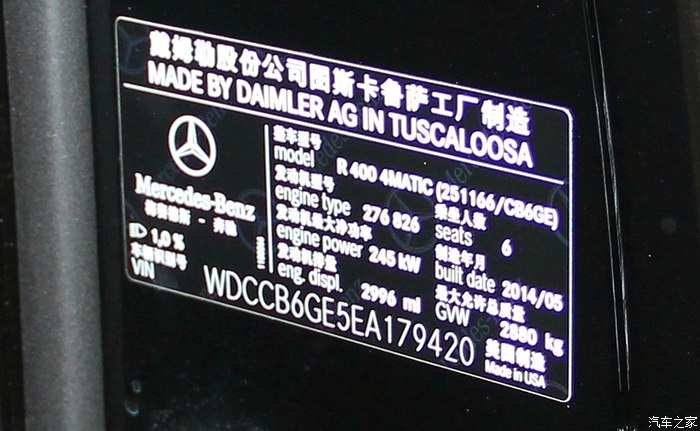 戴姆勒股份公司图斯卡鲁萨工厂制造
MADE BY DAIMLER AG IN TUSCALOOSA
Mercedes-Benz
梅赛德斯 - 奔驰
1,0 %
车辆识别号
VIN
整车型号
model R 400 4MATIC (251166/CB6GE)
发动机型号 乘坐人数
engine type 276 826 seats 6
发动机最大净功率 制造年月
engine power 245 kW built date 2014/05
发动机排量 最大允许总质量
eng. displ. 2996 ml GVW 2880 kg
WDCCB6GE5EA179420
美国制造
Made in USA
汽车之家